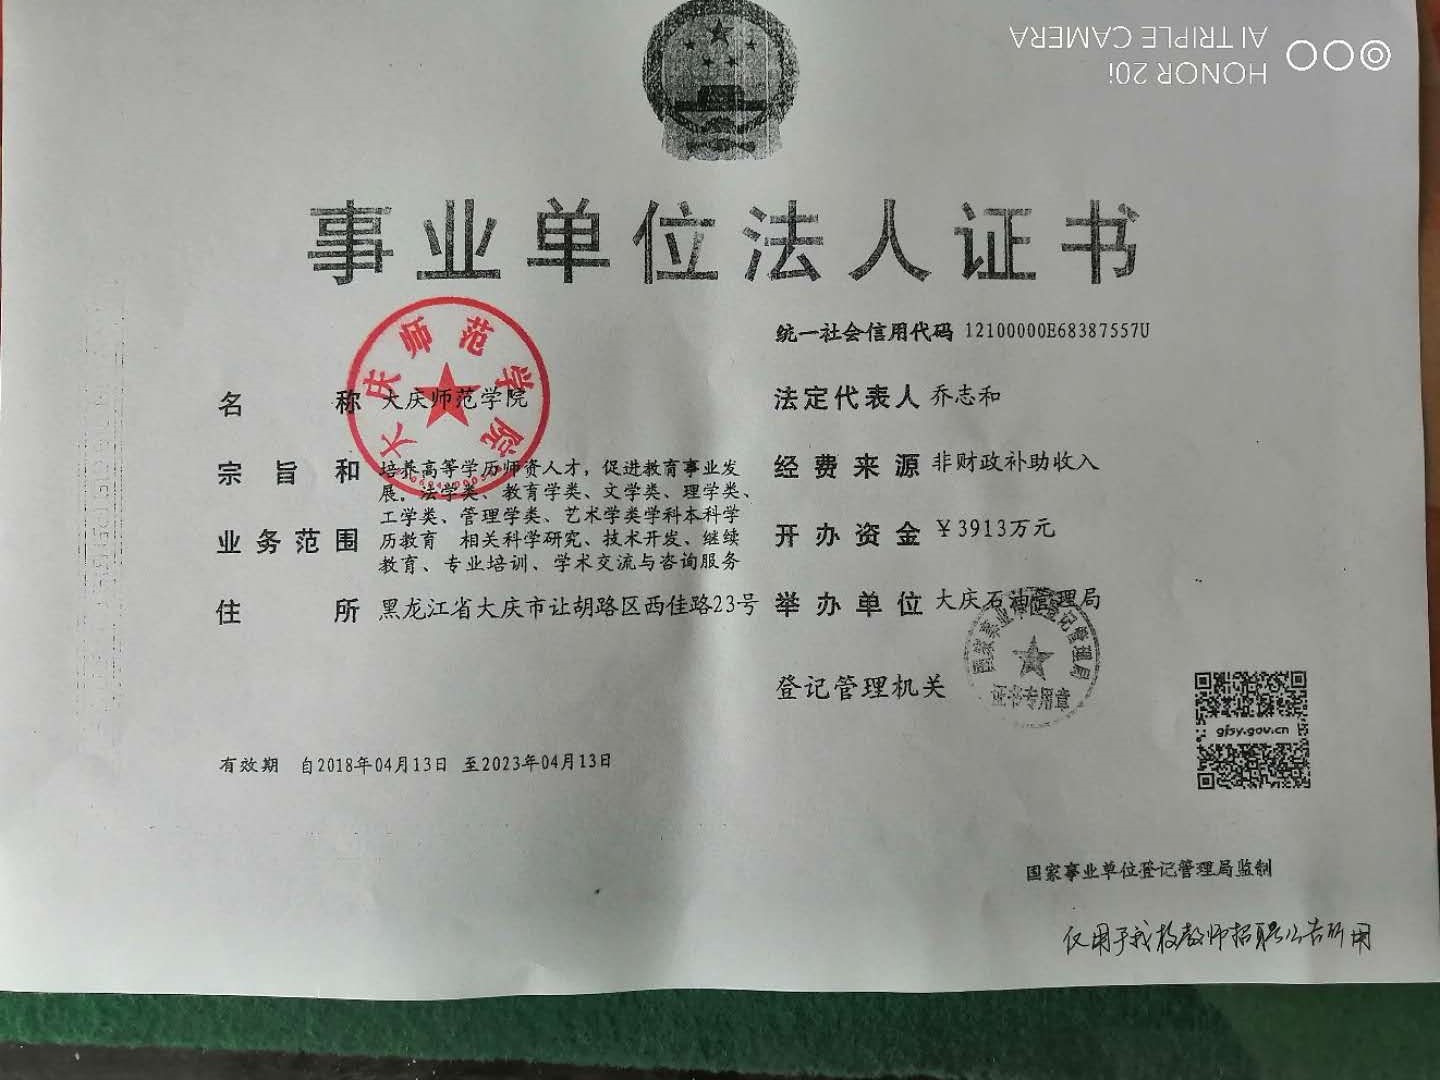 HONOR 20i
AI TRIPLE CAMERA
事业单位法人证书
统一社会信用代码 12100000E68387557U
名称 大庆师范学院
法定代表人 乔志和
宗旨和
业务范围
培养高等学历师资人才，促进教育事业发
展。法学类、教育学类、文学类、理学类、
工学类、管理学类、艺术学类学科本科学
历教育 相关科学研究、技术开发、继续
教育、专业培训、学术交流与咨询服务
经费来源 非财政补助收入
开办资金 ￥3913万元
住所 黑龙江省大庆市让胡路区西佳路23号
举办单位 大庆石油管理局
登记管理机关
大庆师范学院
国家事业单位登记管理局
证书专用章
有效期 自2018年04月13日 至2023年04月13日
gjsy.gov.cn
国家事业单位登记管理局监制
仅用于我校教师招聘公告所用